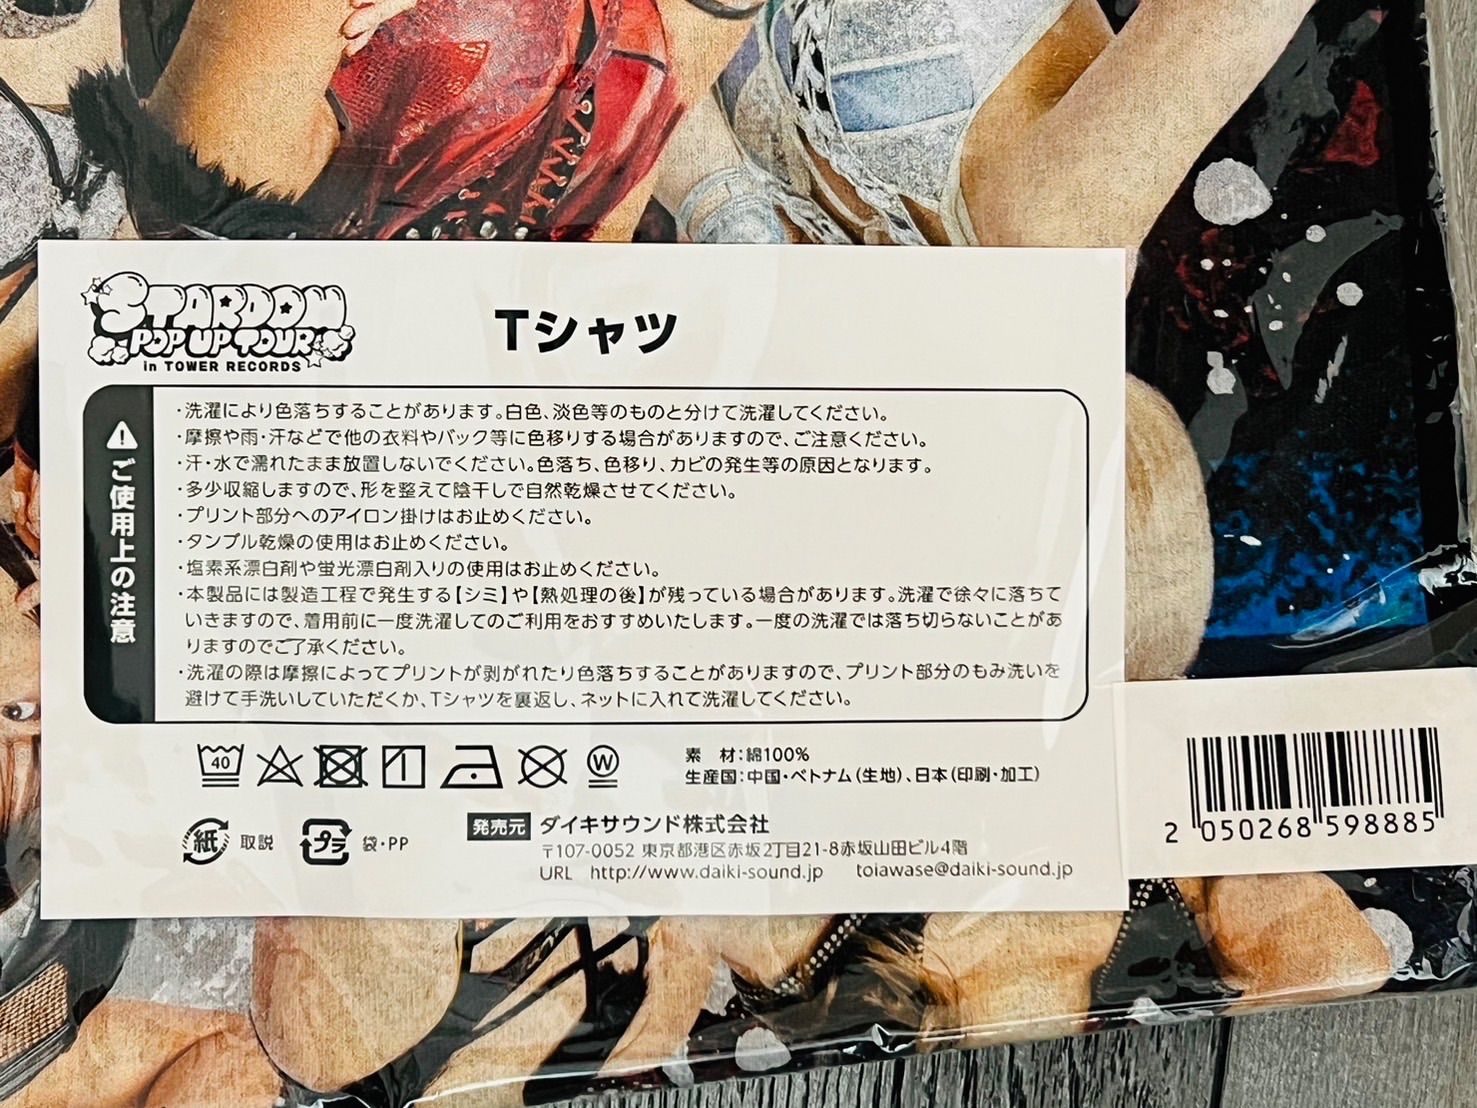 STARDOM
POP UP TOUR
in TOWER RECORDS
Tシャツ
ご使用上の注意
・洗濯により色落ちすることがあります。白色、淡色等のものと分けて洗濯してください。
・摩擦や雨・汗などで他の衣料やバック等に色移りする場合がありますので、ご注意ください。
・汗・水で濡れたまま放置しないでください。色落ち、色移り、カビの発生等の原因となります。
・多少収縮しますので、形を整えて陰干しで自然乾燥させてください。
・プリント部分へのアイロン掛けはお止めください。
・タンブル乾燥の使用はお止めください。
・塩素系漂白剤や蛍光漂白剤入りの使用はお止めください。
・本製品には製造工程で発生する【シミ】や【熱処理の後】が残っている場合があります。洗濯で徐々に落ちて
いきますので、着用前に一度洗濯してのご利用をおすすめいたします。一度の洗濯では落ち切らないことがあ
りますのでご了承ください。
・洗濯の際は摩擦によってプリントが剥がれたり色落ちすることがありますので、プリント部分のもみ洗いを
避けて手洗いしていただくか、Tシャツを裏返し、ネットに入れて洗濯してください。
40
W
素 材：綿100%
生産国：中国・ベトナム（生地）、日本（印刷・加工）
紙 取説
プラ 袋・PP
発売元 ダイキサウンド株式会社
〒107-0052 東京都港区赤坂2丁目21-8赤坂山田ビル4階
URL http://www.daiki-sound.jp toiawase@daiki-sound.jp
2 050268 598885